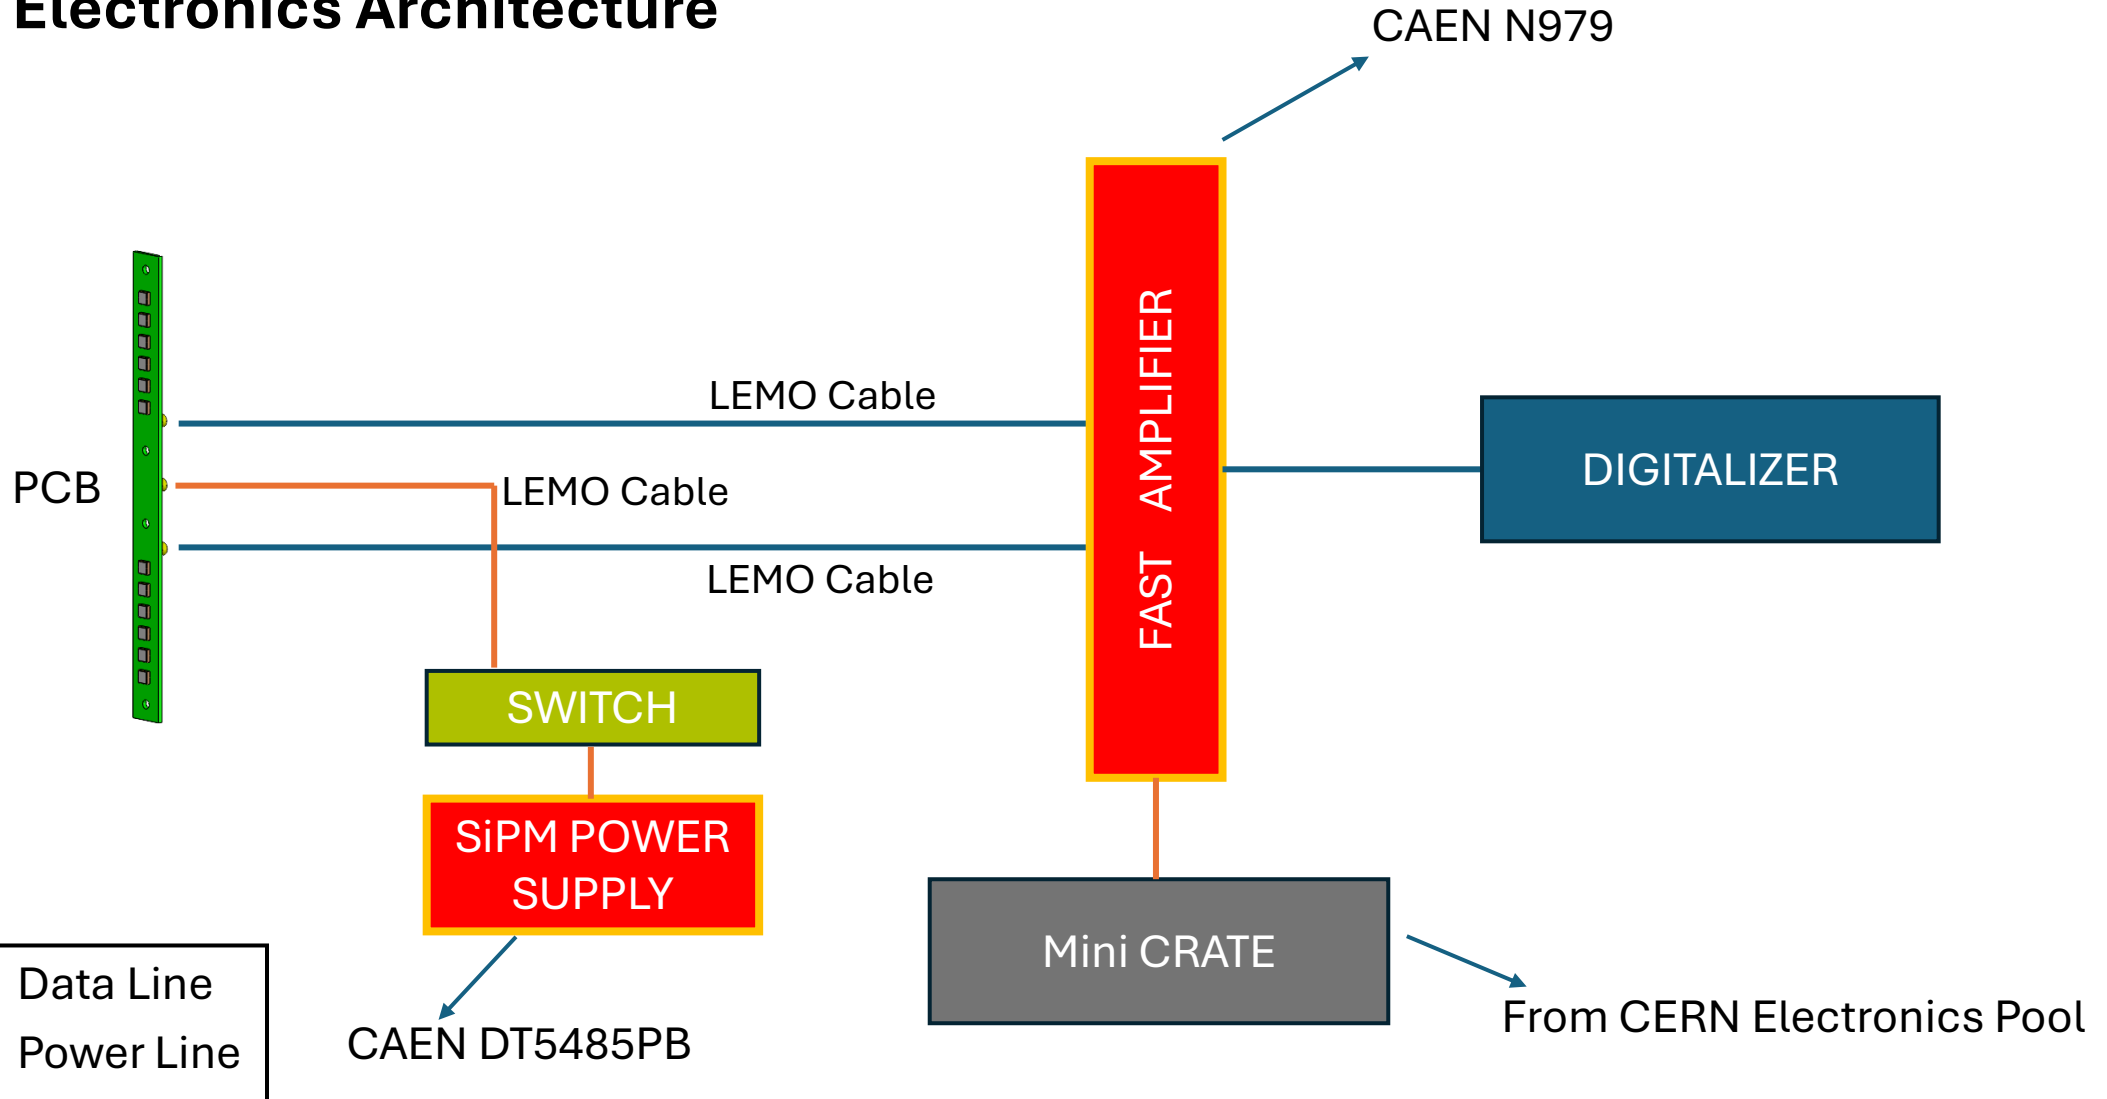 Electronics Architecture
CAEN N979
FAST AMPLIFIER
LEMO Cable
DIGITALIZER
PCB
LEMO Cable
LEMO Cable
SWITCH
SiPM POWER
SUPPLY
Mini CRATE
Data Line
Power Line
CAEN DT5485PB
From CERN Electronics Pool